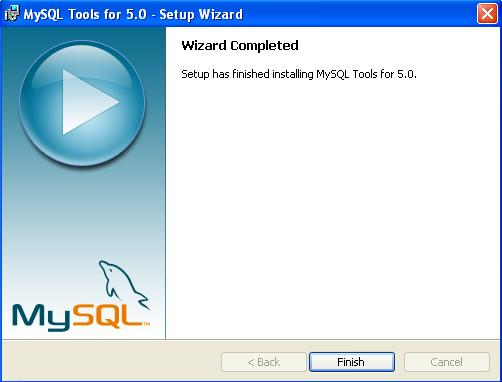 MySQL Tools for 5.0 - Setup Wizard
Wizard Completed
Setup has finished installing MySQL Tools for 5.0.
MySQL™
< Back
Finish
Cancel